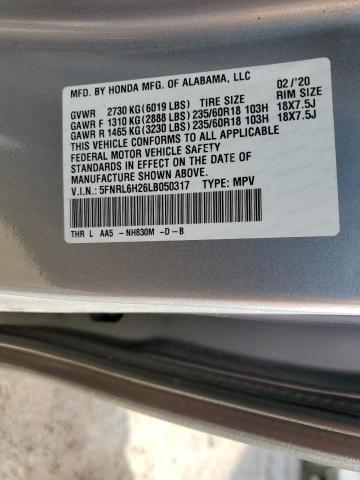 MFD. BY HONDA MFG. OF ALABAMA, LLC
02/'20
GVWR 2730 KG(6019 LBS) TIRE SIZE RIM SIZE
GAWR F 1310 KG(2888 LBS)235/60R18 103H 18X7.5J
GAWR R 1465 KG(3230 LBS)235/60R18 103H 18X7.5J
THIS VEHICLE CONFORMS TO ALL APPLICABLE
FEDERAL MOTOR VEHICLE SAFETY AND THEFT PREVENTION
STANDARDS IN EFFECT ON THE DATE OF
MANUFACTURE SHOWN ABOVE.
V.I.N.: 5FNRL6H26LB050317 TYPE: MPV
THR L AA5 -NH830M -D-B